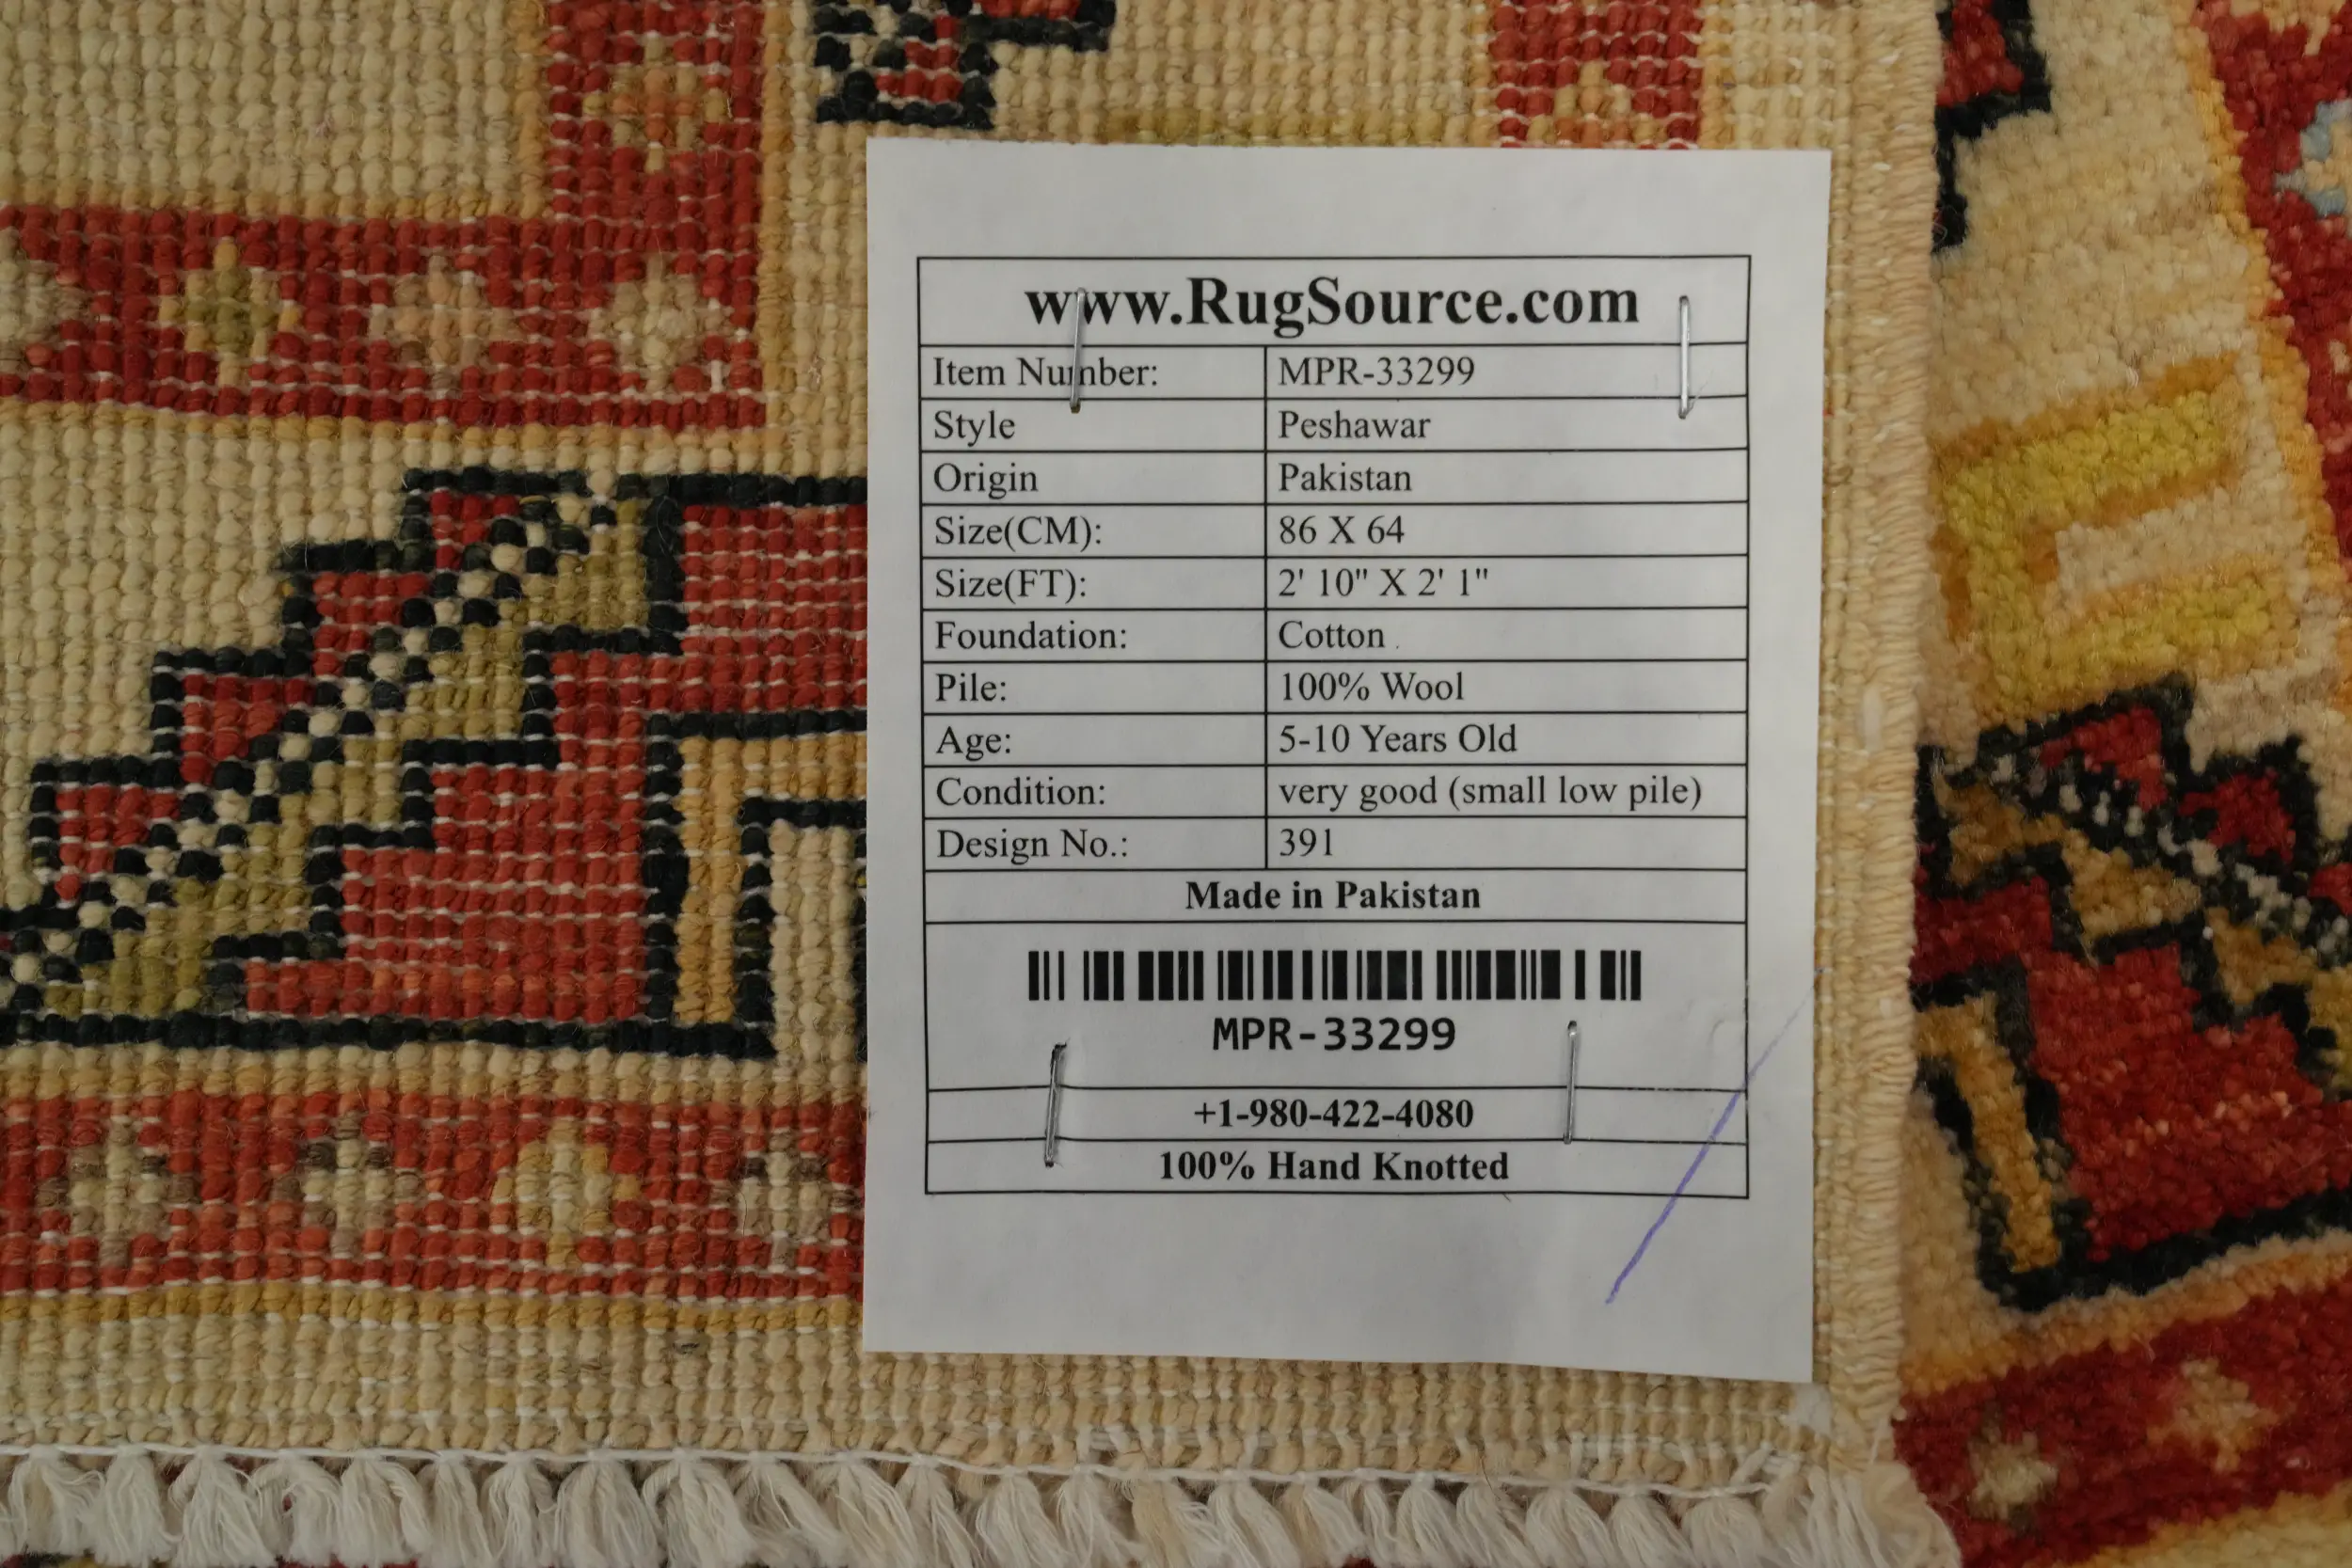 www.RugSource.com
Item Number: MPR-33299
Style Peshawar
Origin Pakistan
Size(CM): 86 X 64
Size(FT): 2' 10" X 2' 1"
Foundation: Cotton
Pile: 100% Wool
Age: 5-10 Years Old
Condition: very good (small low pile)
Design No.: 391
Made in Pakistan
MPR-33299
+1-980-422-4080
100% Hand Knotted